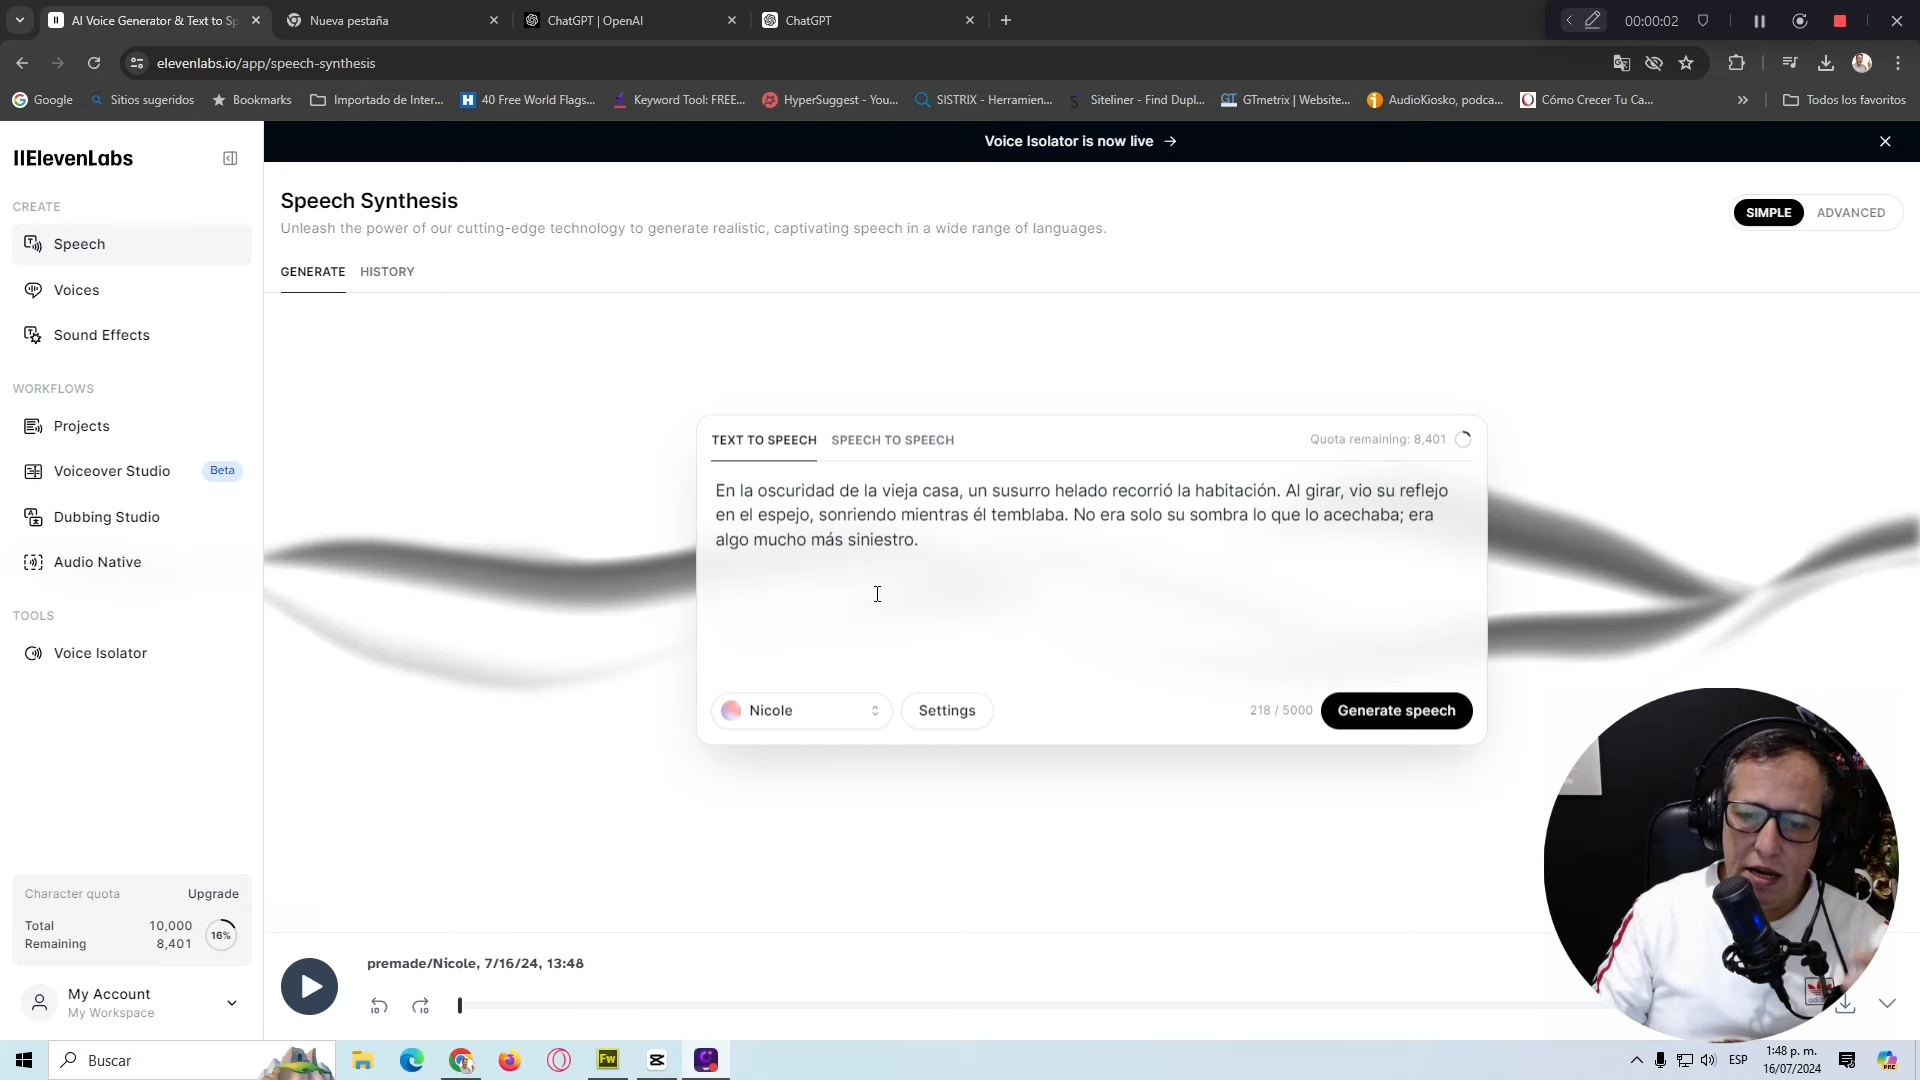 AI Voice Generator & Text to Sp
Nueva pestaña
ChatGPT | OpenAI
ChatGPT
00:00:02
elevenlabs.io/app/speech-synthesis
Google
Sitios sugeridos
Bookmarks
Importado de Inter...
40 Free World Flags...
Keyword Tool: FREE...
HyperSuggest - You...
SISTRIX - Herramien...
Siteliner - Find Dupl...
GTmetrix | Website...
AudioKiosko, podca...
Cómo Crecer Tu Ca...
Todos los favoritos
IIElevenLabs
Voice Isolator is now live →
CREATE
Speech
Voices
Sound Effects
WORKFLOWS
Projects
Voiceover Studio
Beta
Dubbing Studio
Audio Native
TOOLS
Voice Isolator
Character quota
Upgrade
Total 10,000
Remaining 8,401
16%
My Account
My Workspace
Speech Synthesis
Unleash the power of our cutting-edge technology to generate realistic, captivating speech in a wide range of languages.
SIMPLE
ADVANCED
GENERATE
HISTORY
TEXT TO SPEECH
SPEECH TO SPEECH
Quota remaining: 8,401
En la oscuridad de la vieja casa, un susurro helado recorrió la habitación. Al girar, vio su reflejo
en el espejo, sonriendo mientras él temblaba. No era solo su sombra lo que lo acechaba; era
algo mucho más siniestro.
Nicole
Settings
218 / 5000
Generate speech
premade/Nicole, 7/16/24, 13:48
10
10
Buscar
Fw
ESP
1:48 p. m.
16/07/2024
PRE
adidas